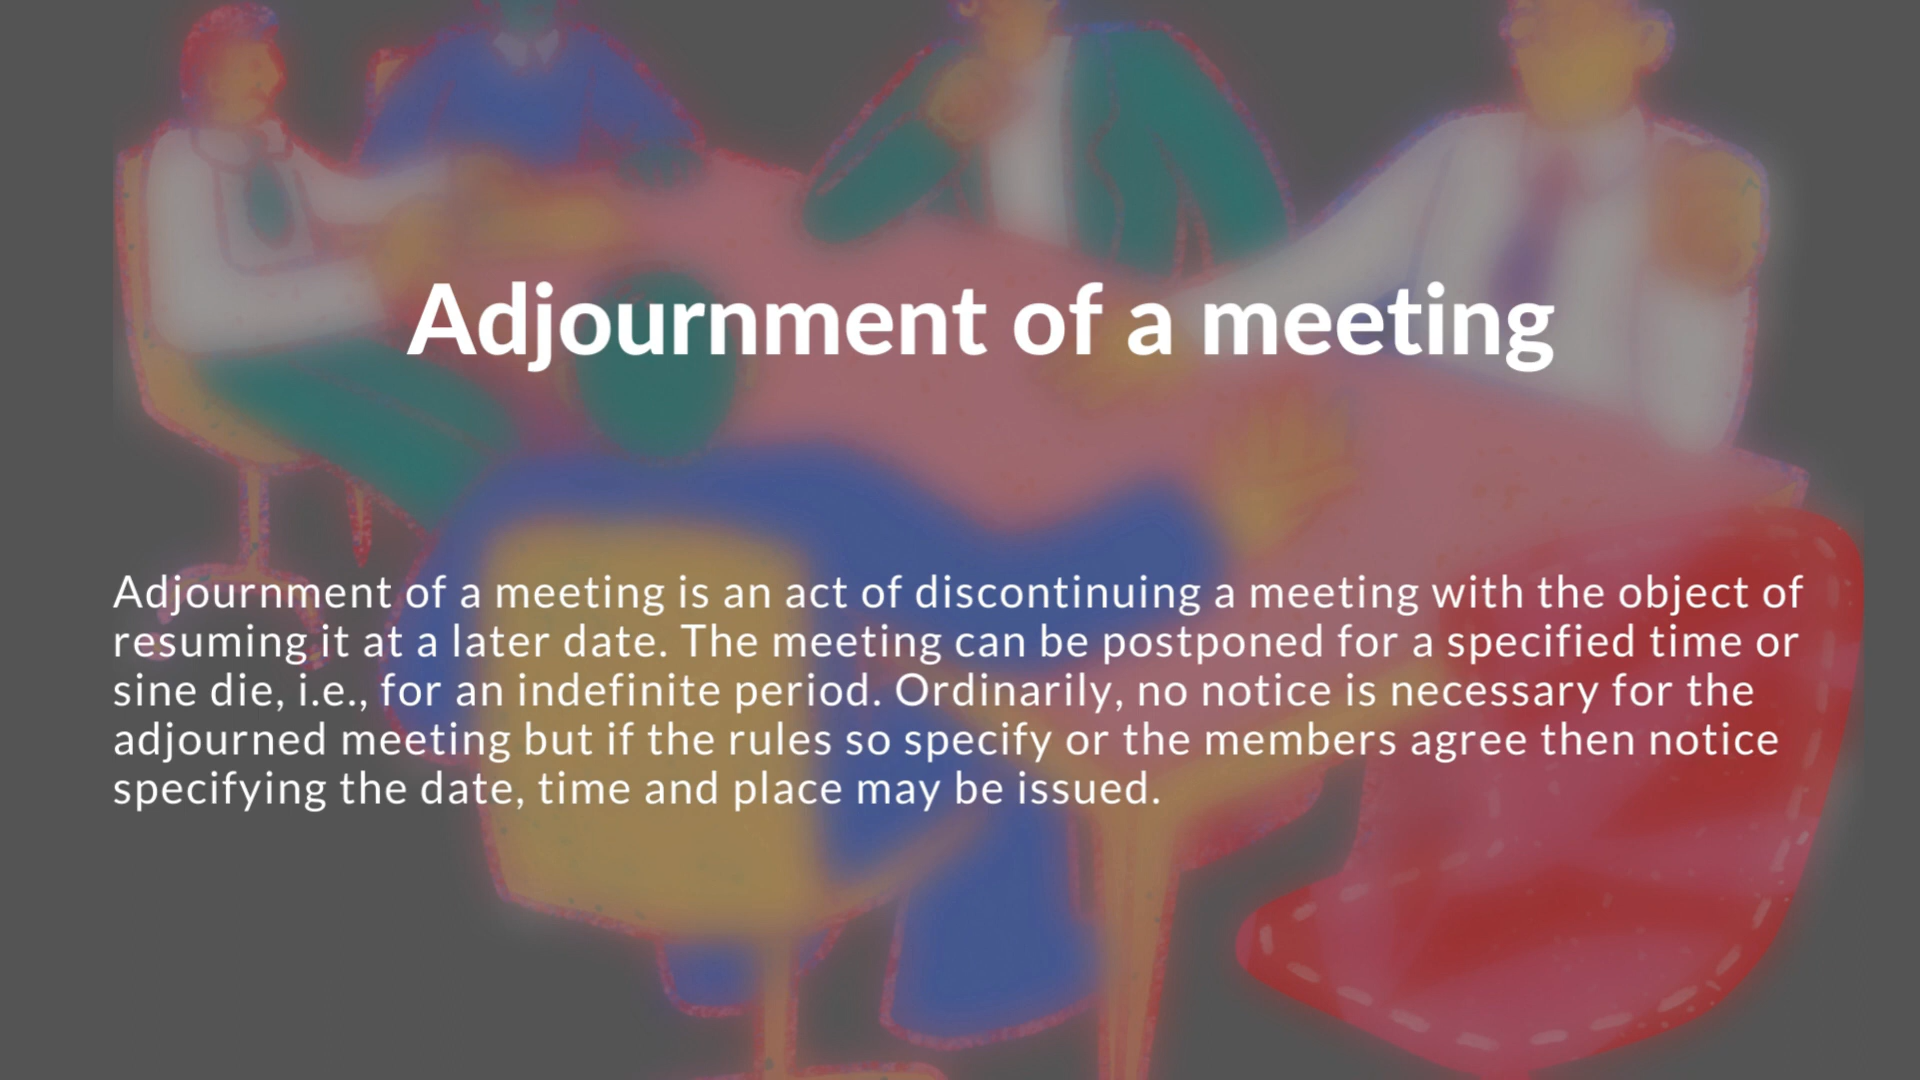 Adjournment of a meeting
Adjournment of a meeting is an act of discontinuing a meeting with the object of
resuming it at a later date. The meeting can be postponed for a specified time or
sine die, i.e., for an indefinite period. Ordinarily, no notice is necessary for the
adjourned meeting but if the rules so specify or the members agree then notice
specifying the date, time and place may be issued.